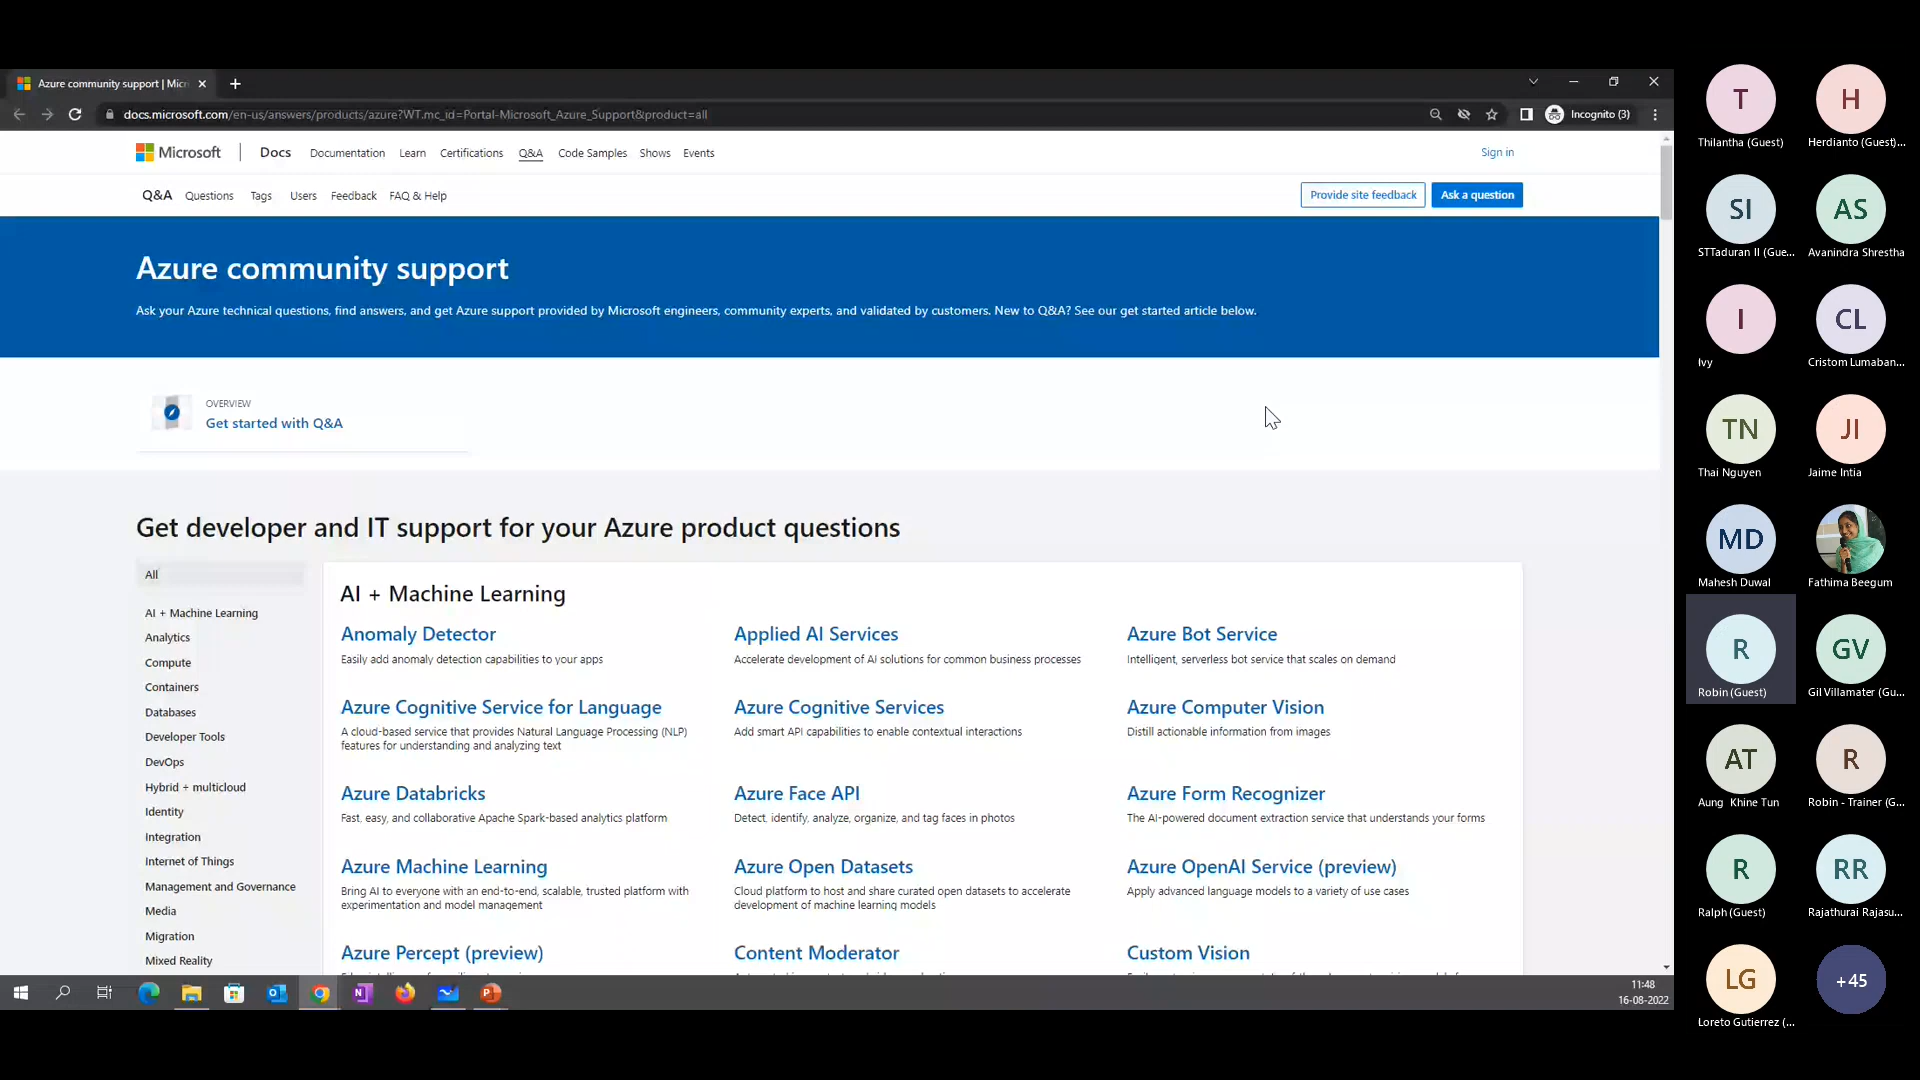 Azure community support | Micr
docs.microsoft.com/en-us/answers/products/azure?WT.mc_id=Portal-Microsoft_Azure_Support&product=all
Incognito (3)
Microsoft
Docs
Documentation
Learn
Certifications
Q&A
Code Samples
Shows
Events
Sign in
Q&A
Questions
Tags
Users
Feedback
FAQ & Help
Provide site feedback
Ask a question
Azure community support
Ask your Azure technical questions, find answers, and get Azure support provided by Microsoft engineers, community experts, and validated by customers. New to Q&A? See our get started article below.
OVERVIEW
Get started with Q&A
Get developer and IT support for your Azure product questions
All
AI + Machine Learning
Analytics
Compute
Containers
Databases
Developer Tools
DevOps
Hybrid + multicloud
Identity
Integration
Internet of Things
Management and Governance
Media
Migration
Mixed Reality
AI + Machine Learning
Anomaly Detector
Easily add anomaly detection capabilities to your apps
Applied AI Services
Accelerate development of AI solutions for common business processes
Azure Bot Service
Intelligent, serverless bot service that scales on demand
Azure Cognitive Service for Language
A cloud-based service that provides Natural Language Processing (NLP)
features for understanding and analyzing text
Azure Cognitive Services
Add smart API capabilities to enable contextual interactions
Azure Computer Vision
Distill actionable information from images
Azure Databricks
Fast, easy, and collaborative Apache Spark-based analytics platform
Azure Face API
Detect, identify, analyze, organize, and tag faces in photos
Azure Form Recognizer
The AI-powered document extraction service that understands your forms
Azure Machine Learning
Bring AI to everyone with an end-to-end, scalable, trusted platform with
experimentation and model management
Azure Open Datasets
Cloud platform to host and share curated open datasets to accelerate
development of machine learning models
Azure OpenAI Service (preview)
Apply advanced language models to a variety of use cases
Azure Percept (preview)
Content Moderator
Custom Vision
11:48
16-08-2022
T
Thilantha (Guest)
H
Herdianto (Guest)...
SI
STTaduran II (Gue...
AS
Avanindra Shrestha
I
Ivy
CL
Cristom Lumaban...
TN
Thai Nguyen
JI
Jaime Intia
MD
Mahesh Duwal
Fathima Beegum
R
Robin (Guest)
GV
Gil Villamater (Gu...
AT
Aung Khine Tun
R
Robin - Trainer (G...
R
Ralph (Guest)
RR
Rajathurai Rajasu...
LG
Loreto Gutierrez (...
+45